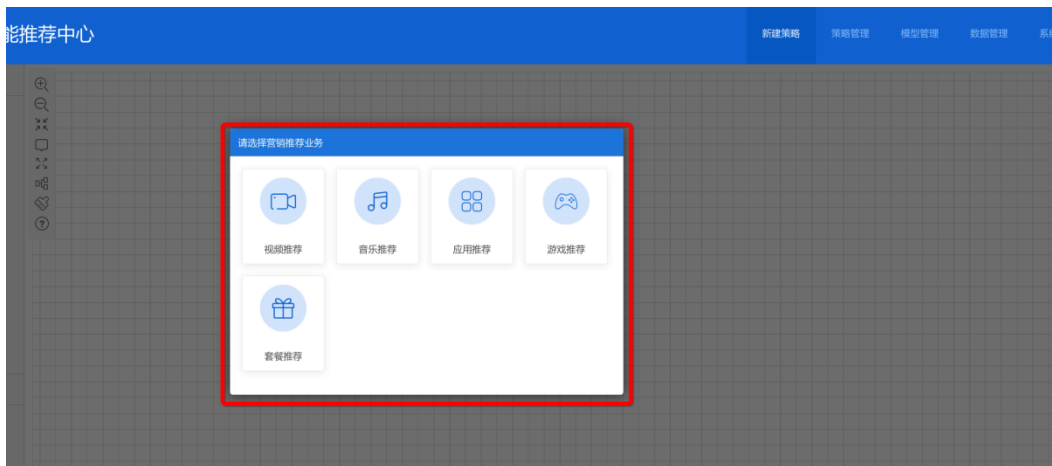 能推荐中心
新建策略 策略管理 模型管理 数据管理 系统
请选择营销推荐业务
视频推荐 音乐推荐 应用推荐 游戏推荐
套餐推荐